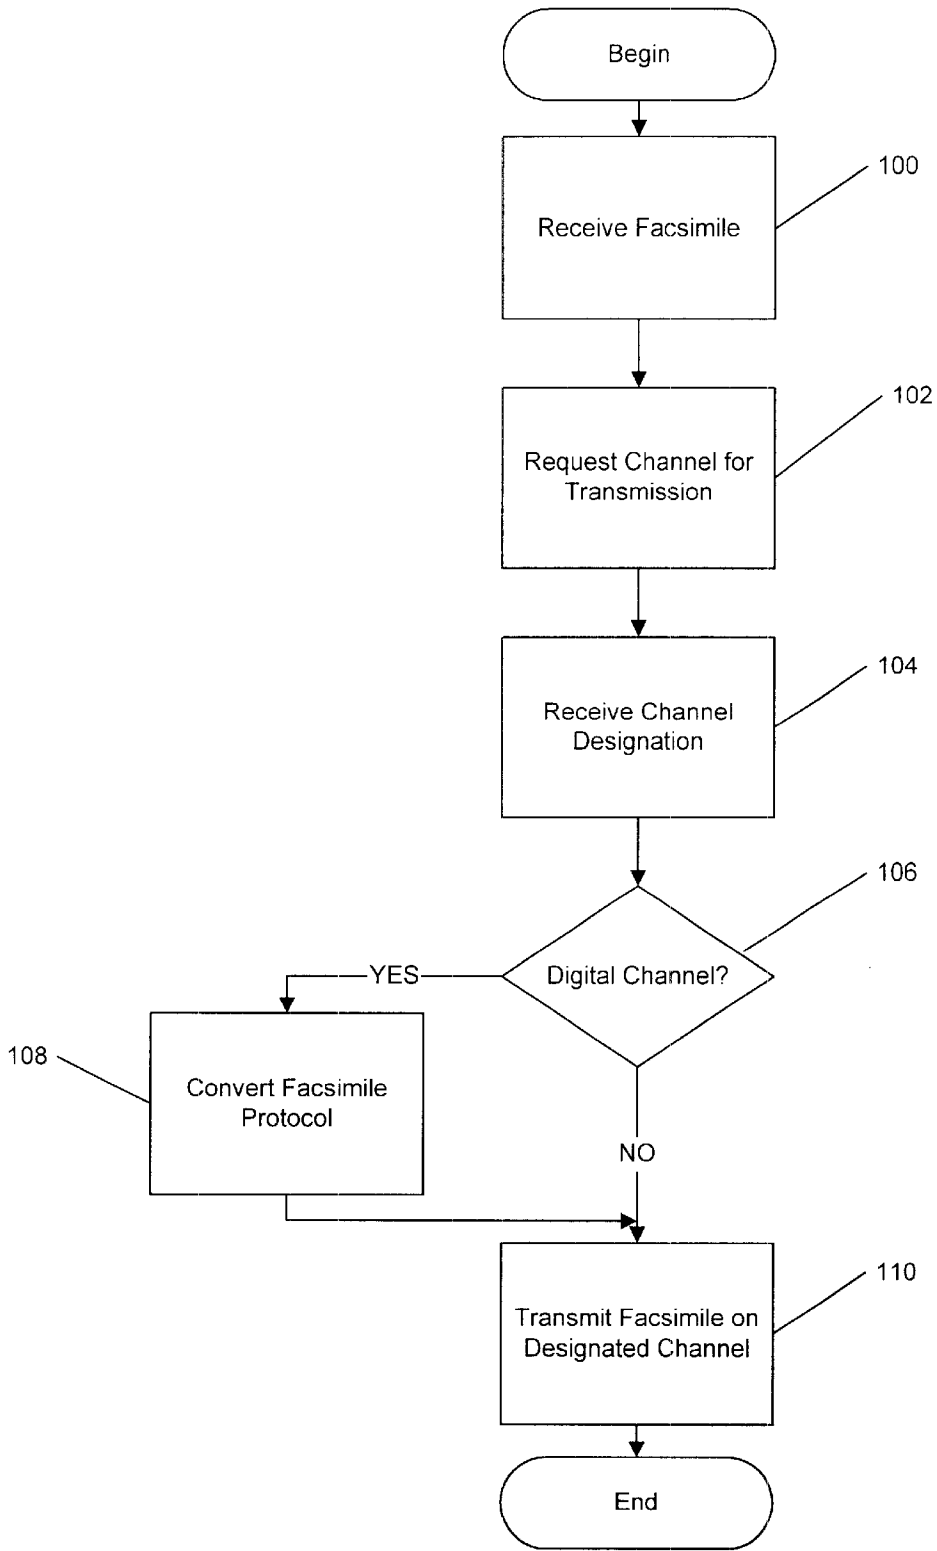 Begin
100
Receive Facsimile
102
Request Channel for
Transmission
104
Receive Channel
Designation
106
Digital Channel?
YES
108
Convert Facsimile
Protocol
NO
110
Transmit Facsimile on
Designated Channel
End